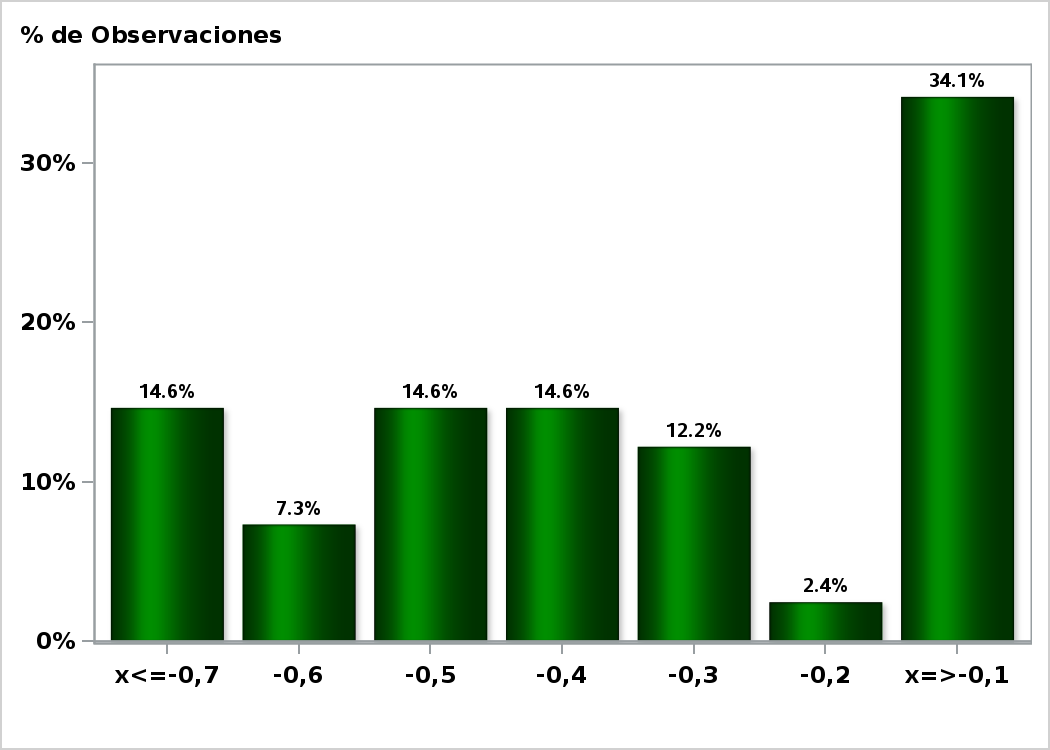 % de Observaciones
34.1%
30%
20%
14.6% 14.6% 14.6%
12.2%
10%
7.3%
2.4%
0%
x<=-0,7 -0,6 -0,5 -0,4 -0,3 -0,2 x=>-0,1